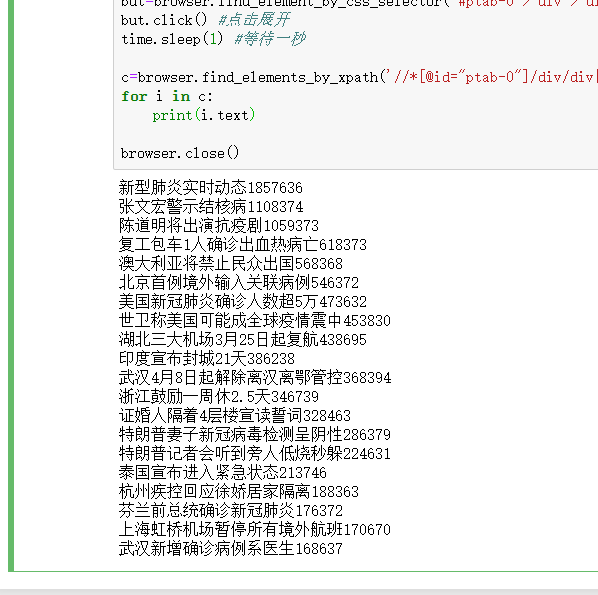 but=browser.find_element_by_css_selector('#ptab-0 > div > di
but.click() #点击展开
time.sleep(1) #等待一秒
c=browser.find_elements_by_xpath('//*[@id="ptab-0"]/div/div[
for i in c:
print(i.text)
browser.close()
新型肺炎实时动态1857636
张文宏警示结核病1108374
陈道明将出演抗疫剧1059373
复工包车1人确诊出血热病亡618373
澳大利亚将禁止民众出国568368
北京首例境外输入关联病例546372
美国新冠肺炎确诊人数超5万473632
世卫称美国可能成全球疫情震中453830
湖北三大机场3月25日起复航438695
印度宣布封城21天386238
武汉4月8日起解除离汉离鄂管控368394
浙江鼓励一周休2.5天346739
证婚人隔着4层楼宣读誓词328463
特朗普妻子新冠病毒检测呈阴性286379
特朗普记者会听到旁人低烧秒躲224631
泰国宣布进入紧急状态213746
杭州疾控回应徐娇居家隔离188363
芬兰前总统确诊新冠肺炎176372
上海虹桥机场暂停所有境外航班170670
武汉新增确诊病例系医生168637